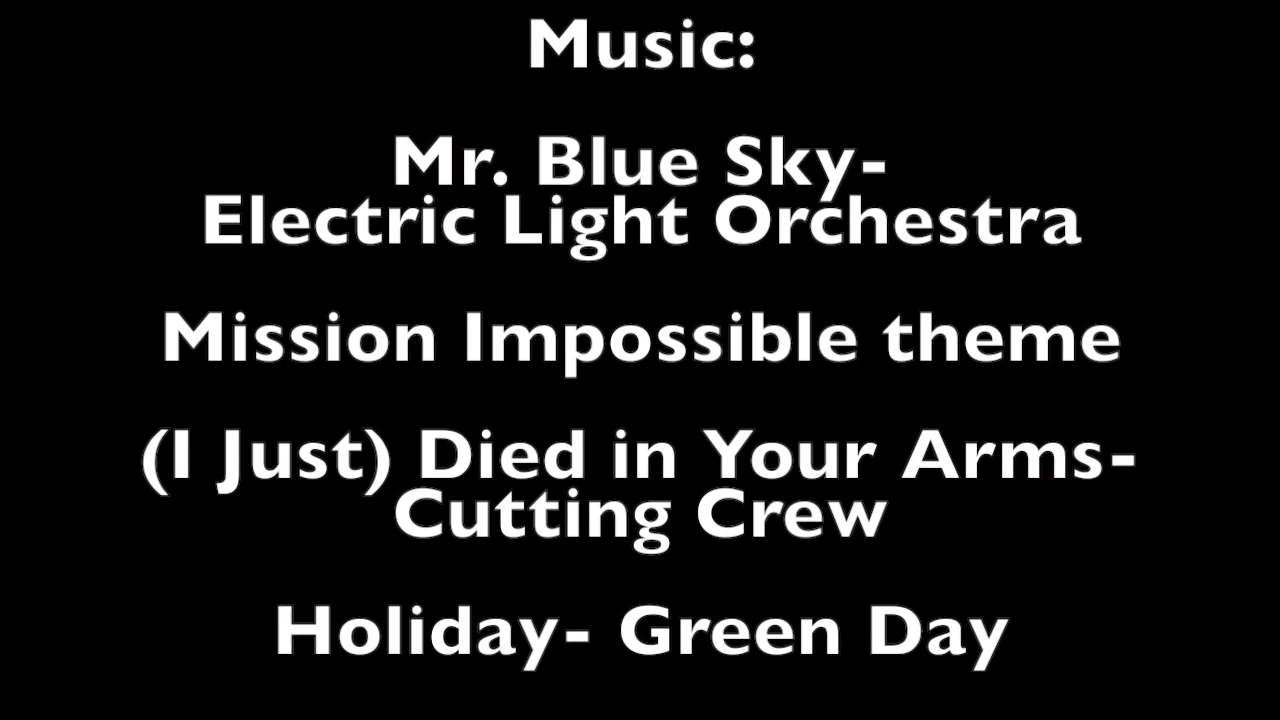 Music:
Mr. Blue Sky-
Electric Light Orchestra
Mission Impossible theme
(I Just) Died in Your Arms-
Cutting Crew
Holiday- Green Day